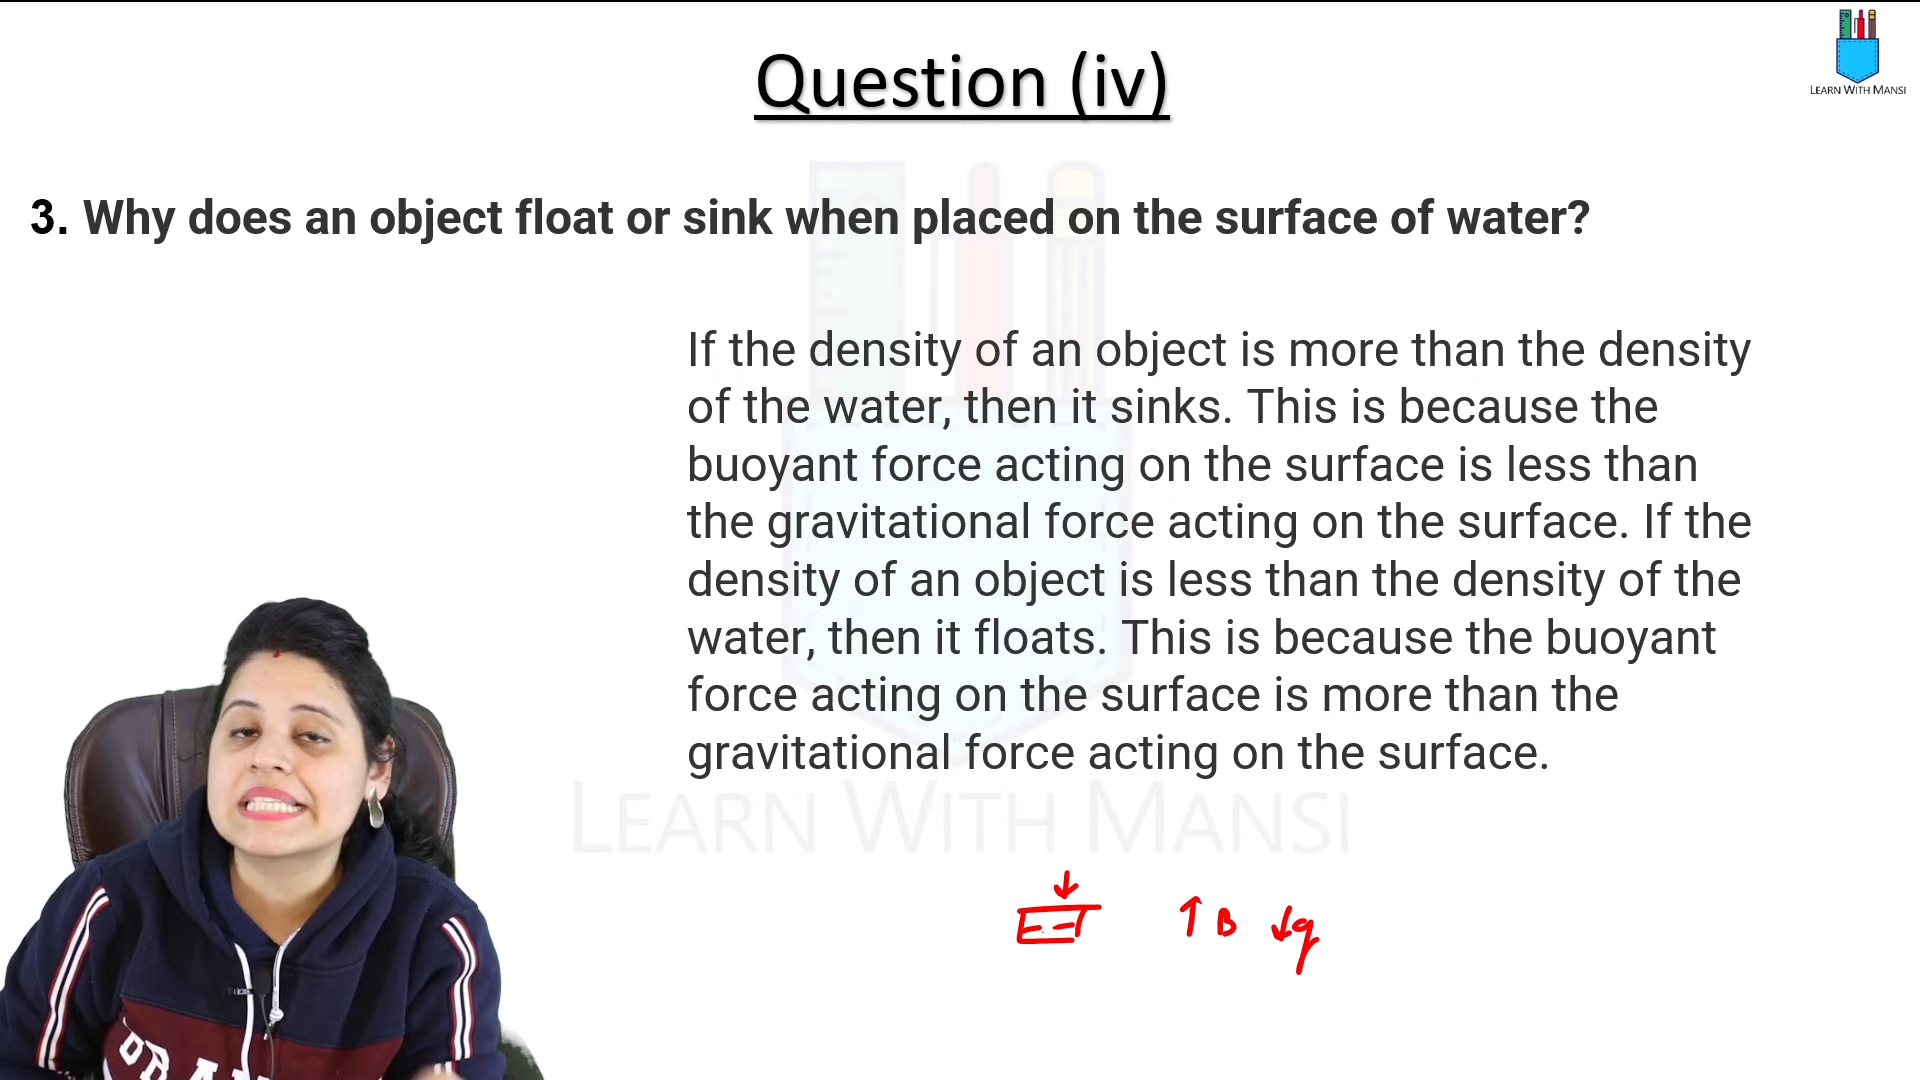 LEARN WITH MANSI
Question (iv)
3. Why does an object float or sink when placed on the surface of water?
If the density of an object is more than the density
of the water, then it sinks. This is because the
buoyant force acting on the surface is less than
the gravitational force acting on the surface. If the
density of an object is less than the density of the
water, then it floats. This is because the buoyant
force acting on the surface is more than the
gravitational force acting on the surface.
LEARN WITH MANSI
↑ B ↓g